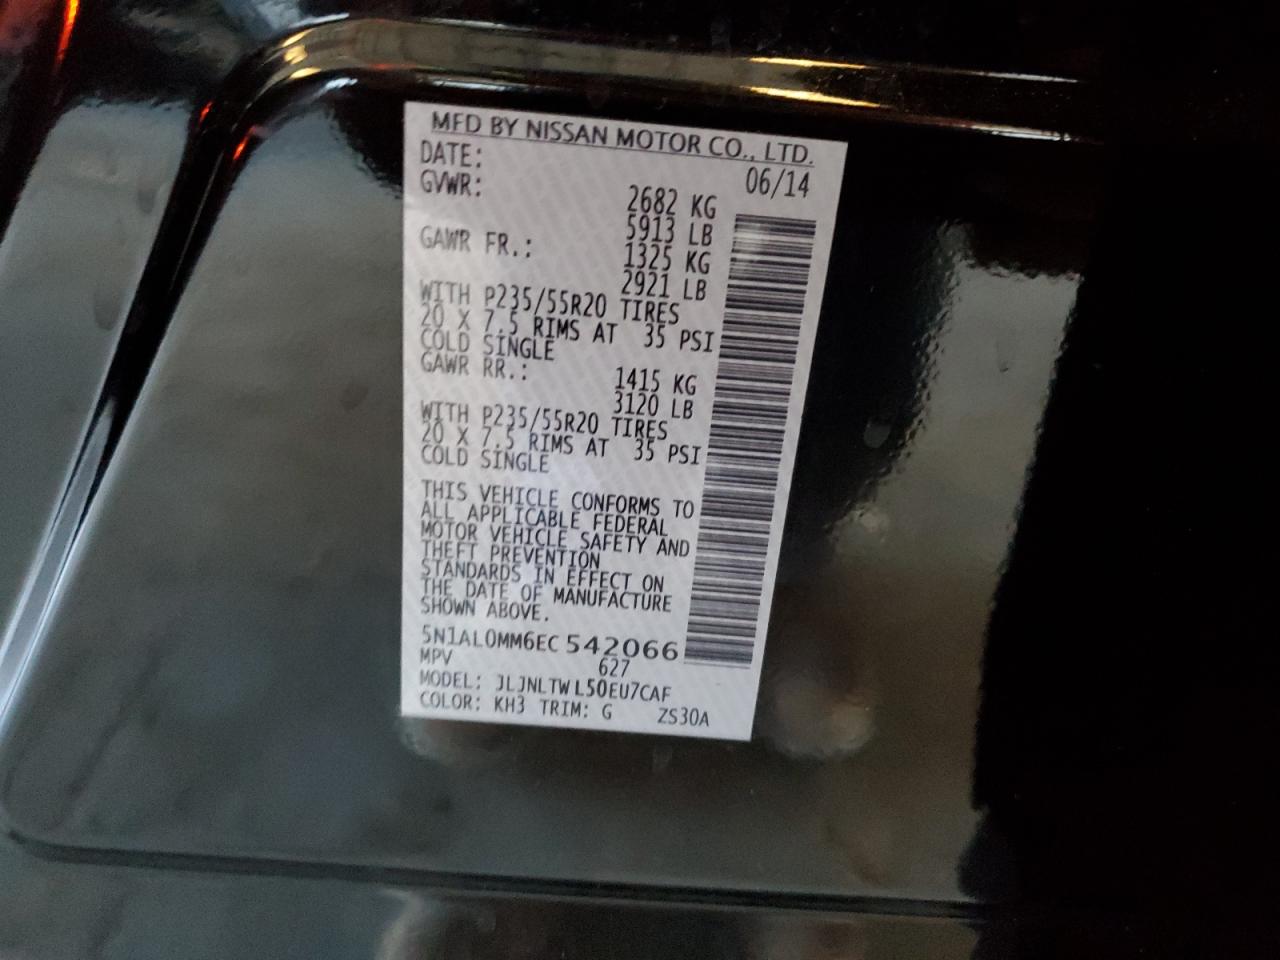 MFD BY NISSAN MOTOR CO., LTD.
DATE: 06/14
GVWR: 2682 KG
5913 LB
GAWR FR.: 1325 KG
2921 LB
WITH P235/55R20 TIRES
20 X 7.5 RIMS AT 35 PSI
COLD SINGLE
GAWR RR.: 1415 KG
3120 LB
WITH P235/55R20 TIRES
20 X 7.5 RIMS AT 35 PSI
COLD SINGLE
THIS VEHICLE CONFORMS TO
ALL APPLICABLE FEDERAL
MOTOR VEHICLE SAFETY AND
THEFT PREVENTION
STANDARDS IN EFFECT ON
THE DATE OF MANUFACTURE
SHOWN ABOVE.
5N1AL0MM6EC 542066
MPV 627
MODEL: JLJNLTW L50EU7CAF
COLOR: KH3 TRIM: G ZS30A